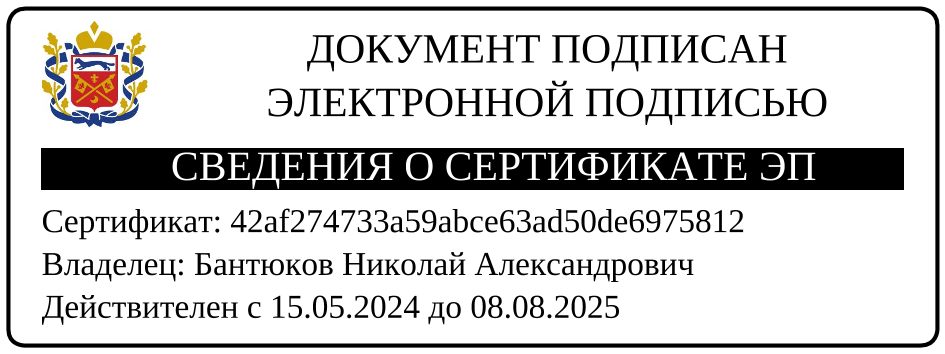 ДОКУМЕНТ ПОДПИСАН
ЭЛЕКТРОННОЙ ПОДПИСЬЮ
СВЕДЕНИЯ О СЕРТИФИКАТЕ ЭП
Сертификат: 42af274733a59abce63ad50de6975812
Владелец: Бантюков Николай Александрович
Действителен с 15.05.2024 до 08.08.2025